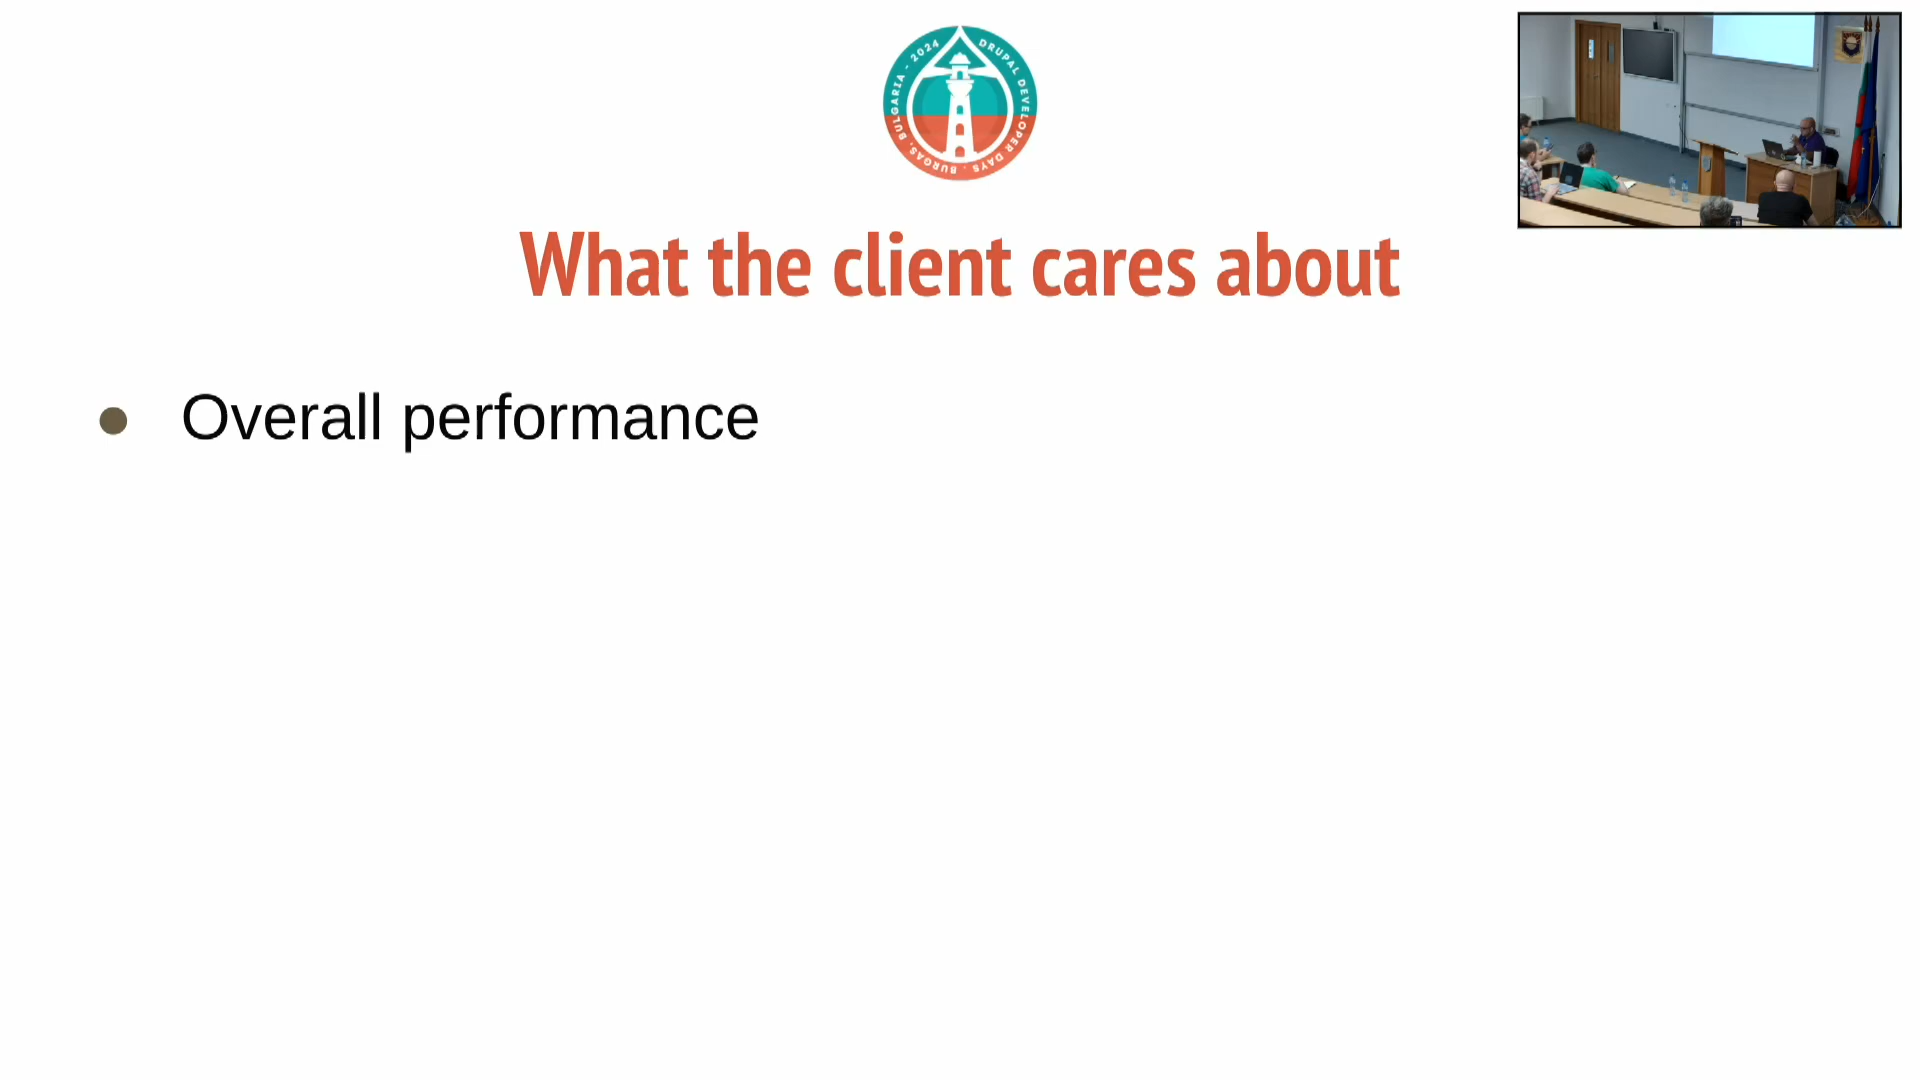 BURGAS, BULGARIA - 2024 DRUPAL DEVELOPER DAYS ·
What the client cares about
● Overall performance